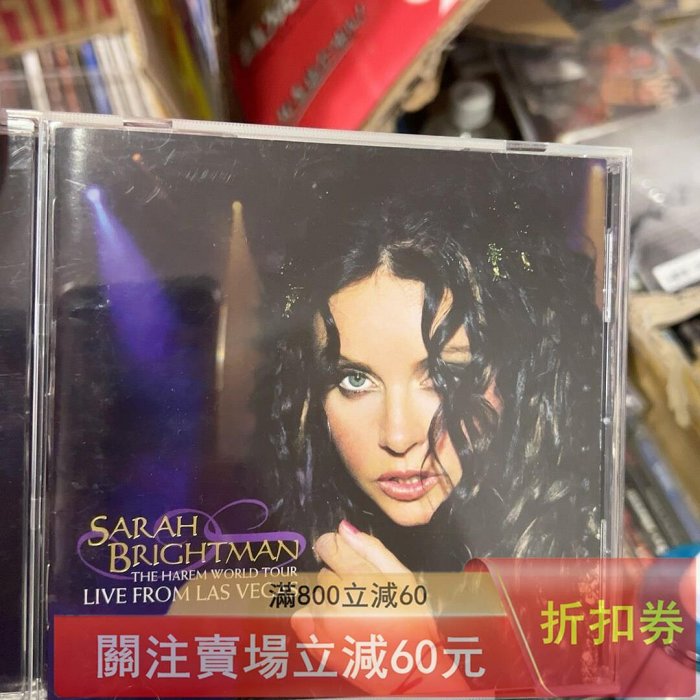 SARAH
BRIGHTMAN
THE HAREM WORLD TOUR
LIVE FROM LAS VEGAS
滿800立減60
關注賣場立減60元
折扣券